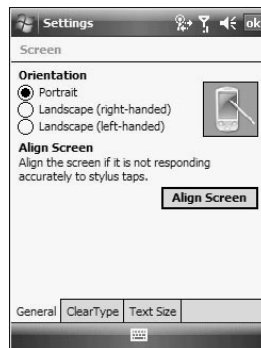 Settings
ok
Screen
Orientation
Portrait
Landscape (right-handed)
Landscape (left-handed)
Align Screen
Align the screen if it is not responding
accurately to stylus taps.
Align Screen
General ClearType Text Size